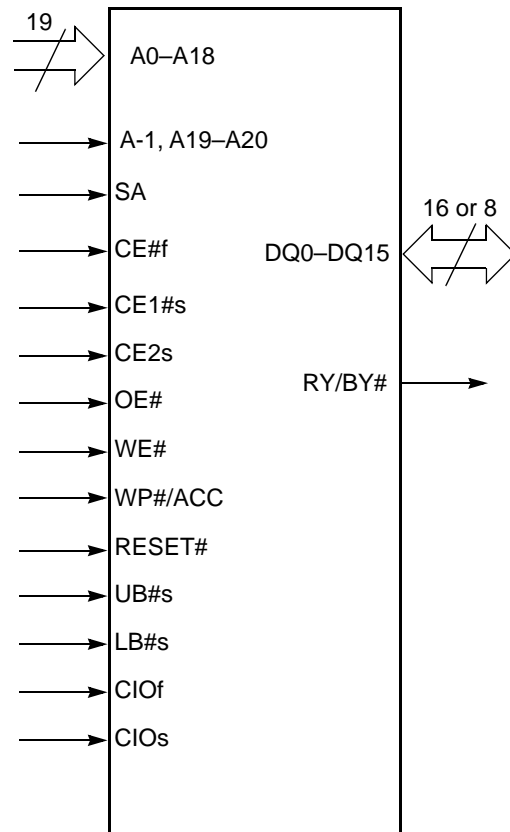 19
A0–A18
A-1, A19–A20
SA
16 or 8
CE#f
DQ0–DQ15
CE1#s
CE2s
RY/BY#
OE#
WE#
WP#/ACC
RESET#
UB#s
LB#s
CIOf
CIOs